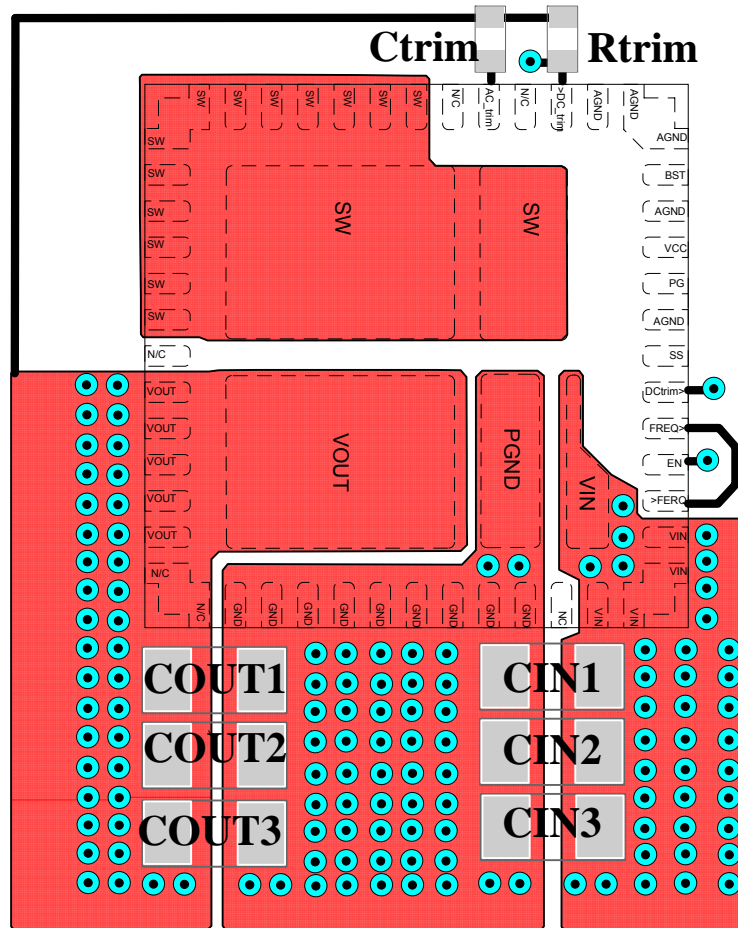 Ctrim Rtrim
SW SW SW SW SW SW SW N/C AC_trim N/C >DC_trim AGND AGND
SW AGND
SW BST
SW AGND
SW VCC
SW PG
SW AGND
N/C SS
SW SW
VOUT DCtrim>
VOUT FREQ>
VOUT EN
VOUT >FERQ
VOUT VIN
N/C VIN
VOUT PGND VIN
N/C GND GND GND GND GND GND GND GND GND NC VIN VIN
COUT1 CIN1
COUT2 CIN2
COUT3 CIN3